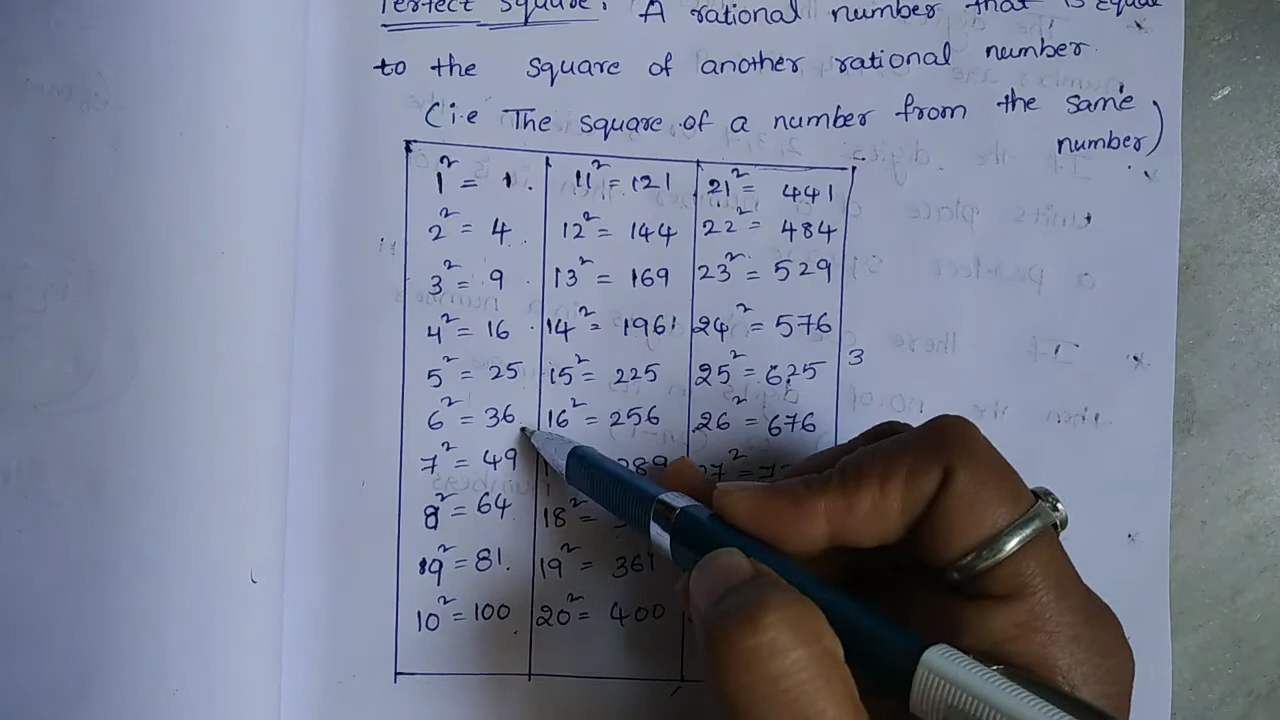 Perfect Square: A rational number that is equal
to the square of another rational number.
(i.e The square of a number from the same
number)
1² = 1. 11² = 121 21² = 441
2² = 4 12² = 144 22² = 484
3² = 9 13² = 169 23² = 529
4² = 16 14² = 1961 24² = 576
5² = 25 15² = 225 25² = 625 3
6² = 36 16² = 256 26² = 676
7² = 49 289 27²
8² = 64 18² =
9² = 81. 19² = 361
10² = 100 20² = 400